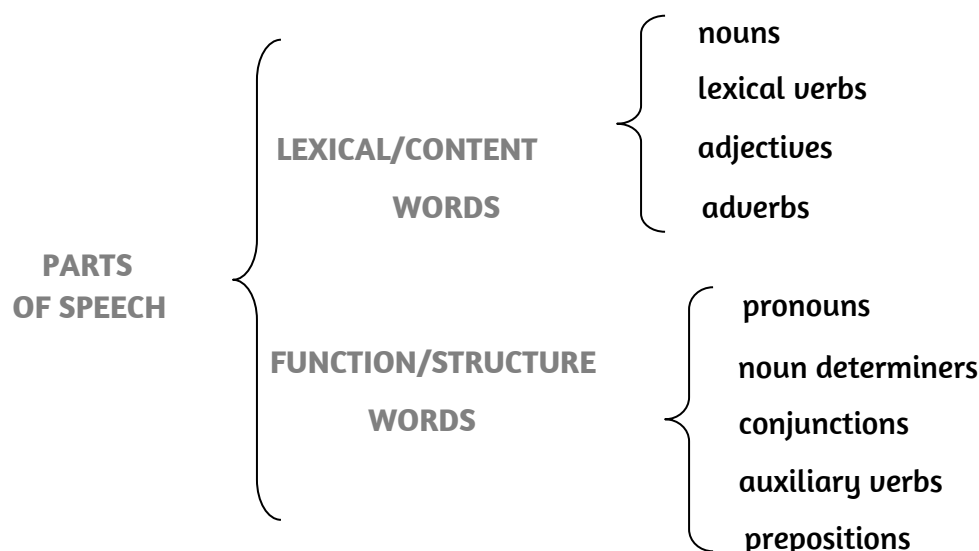 PARTS
OF SPEECH
LEXICAL/CONTENT
WORDS
nouns
lexical verbs
adjectives
adverbs
FUNCTION/STRUCTURE
WORDS
pronouns
noun determiners
conjunctions
auxiliary verbs
prepositions